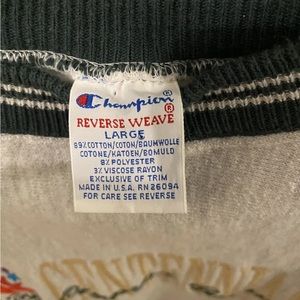 Champion ®
REVERSE WEAVE ®
LARGE
89% COTTON/COTON/BAUMWOLLE
COTONE/KATOEN/BOMULD
8% POLYESTER
3% VISCOSE RAYON
EXCLUSIVE OF TRIM
MADE IN U.S.A. RN 26094
FOR CARE SEE REVERSE
CENTENNIA